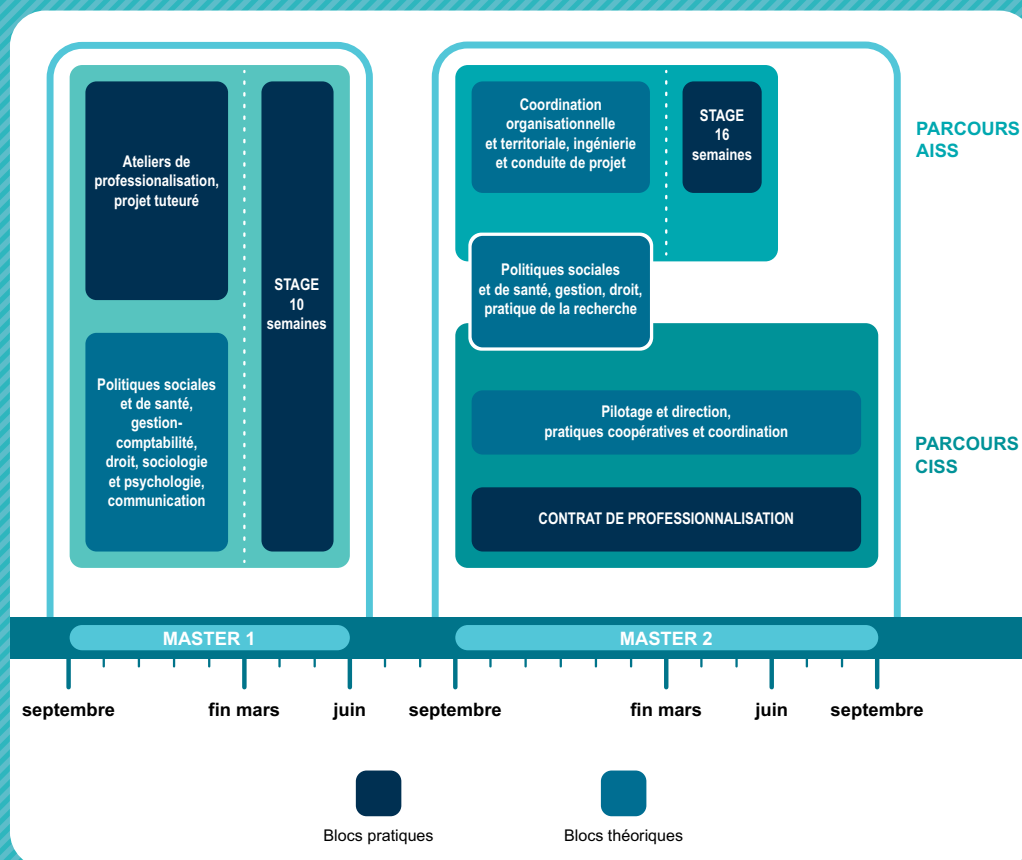 Ateliers de
professionalisation,
projet tuteuré
Politiques sociales
et de santé,
gestion-
comptabilité,
droit, sociologie
et psychologie,
communication
STAGE
10
semaines
Coordination
organisationnelle
et territoriale, ingénierie
et conduite de projet
STAGE
16
semaines
PARCOURS
AISS
Politiques sociales
et de santé, gestion, droit,
pratique de la recherche
Pilotage et direction,
pratiques coopératives et coordination
CONTRAT DE PROFESSIONNALISATION
PARCOURS
CISS
MASTER 1
MASTER 2
septembre
fin mars
juin
septembre
fin mars
juin
septembre
Blocs pratiques
Blocs théoriques